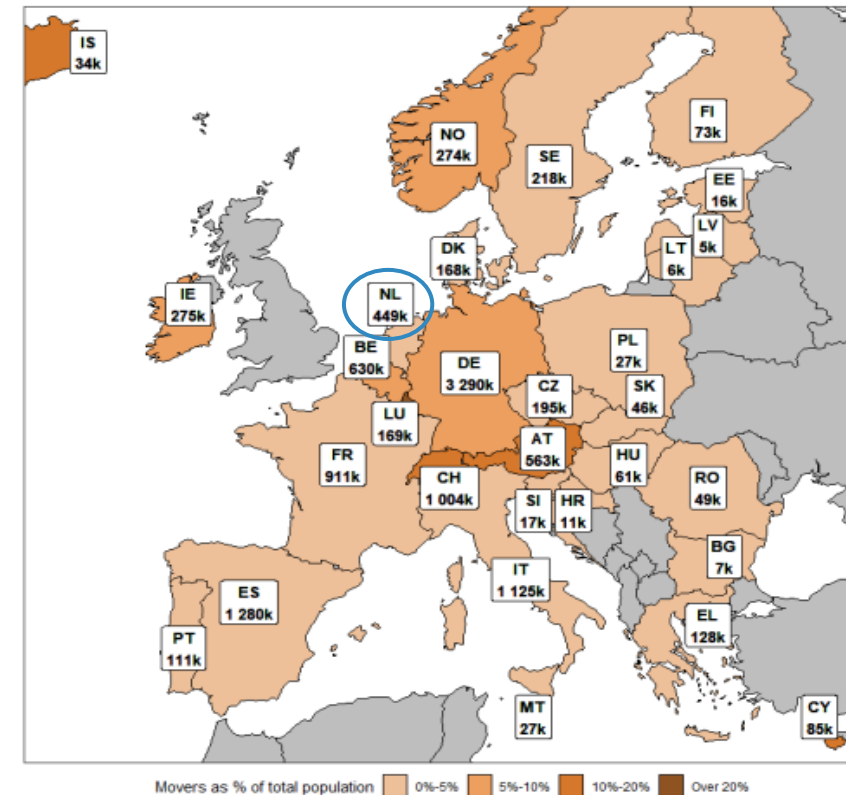 IS
34k
NO
274k
SE
218k
FI
73k
EE
16k
LV
5k
LT
6k
DK
168k
IE
275k
NL
449k
BE
630k
DE
3 290k
PL
27k
CZ
195k
SK
46k
LU
169k
FR
911k
AT
563k
CH
1 004k
HU
61k
RO
49k
SI
17k
HR
11k
BG
7k
IT
1 125k
ES
1 280k
PT
111k
EL
128k
MT
27k
CY
85k
Movers as % of total population 0%-5% 5%-10% 10%-20% Over 20%